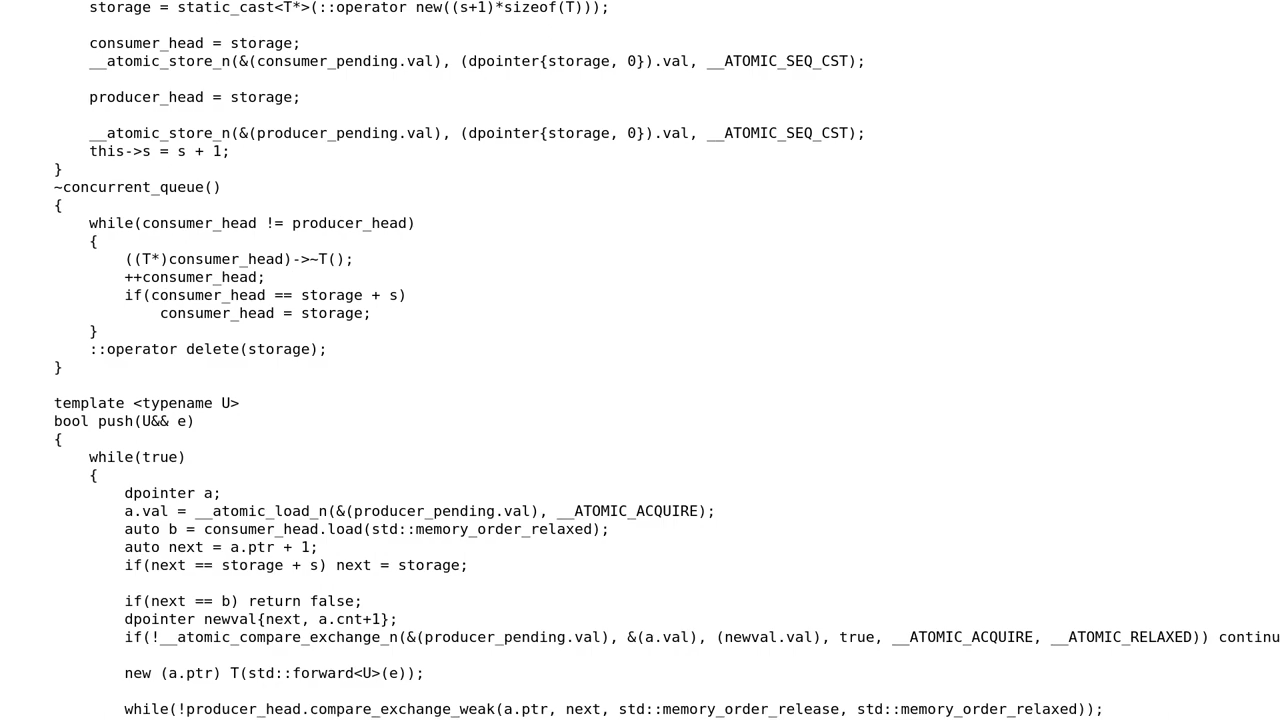 storage = static_cast<T*>(::operator new((s+1)*sizeof(T)));
consumer_head = storage;
__atomic_store_n(&(consumer_pending.val), (dpointer{storage, 0}).val, __ATOMIC_SEQ_CST);
producer_head = storage;
__atomic_store_n(&(producer_pending.val), (dpointer{storage, 0}).val, __ATOMIC_SEQ_CST);
this->s = s + 1;
}
~concurrent_queue()
{
while(consumer_head != producer_head)
{
((T*)consumer_head)->~T();
++consumer_head;
if(consumer_head == storage + s)
consumer_head = storage;
}
::operator delete(storage);
}
template <typename U>
bool push(U&& e)
{
while(true)
{
dpointer a;
a.val = __atomic_load_n(&(producer_pending.val), __ATOMIC_ACQUIRE);
auto b = consumer_head.load(std::memory_order_relaxed);
auto next = a.ptr + 1;
if(next == storage + s) next = storage;
if(next == b) return false;
dpointer newval{next, a.cnt+1};
if(!__atomic_compare_exchange_n(&(producer_pending.val), &(a.val), (newval.val), true, __ATOMIC_ACQUIRE, __ATOMIC_RELAXED)) continu
new (a.ptr) T(std::forward<U>(e));
while(!producer_head.compare_exchange_weak(a.ptr, next, std::memory_order_release, std::memory_order_relaxed));